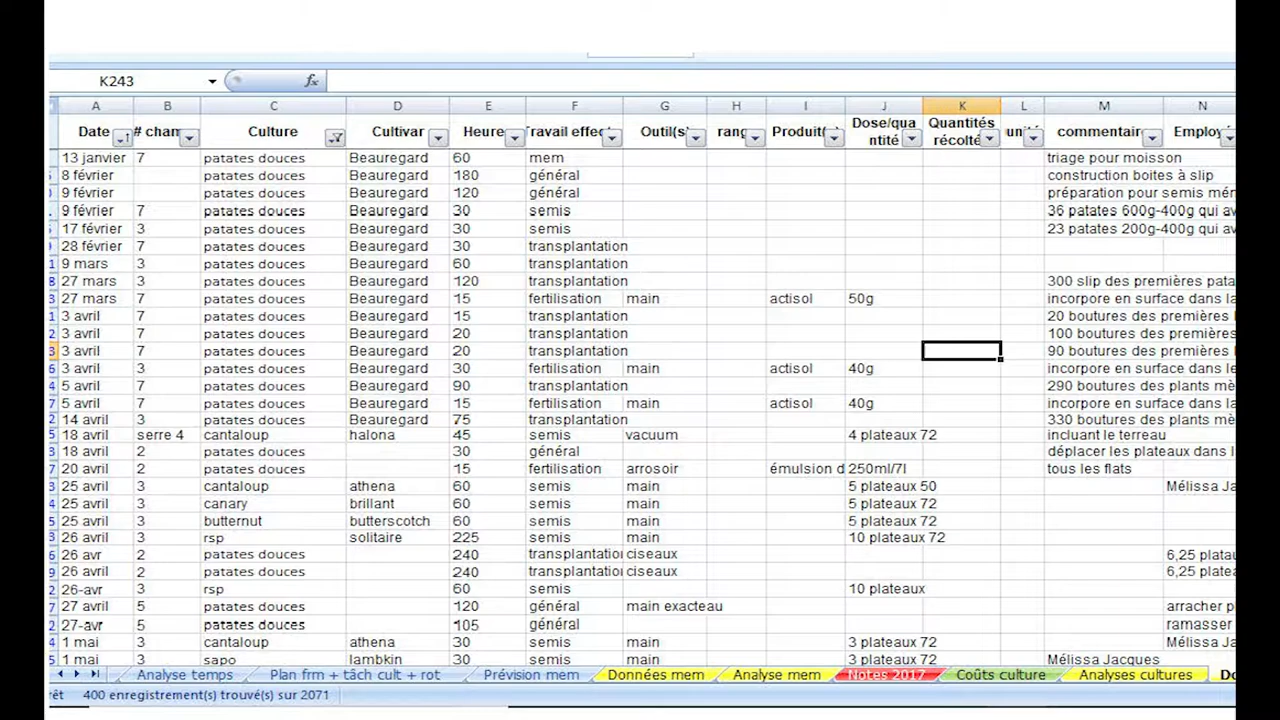 K243 fx
A B C D E F G H I J K L M N
Date # cham Culture Cultivar Heure Travail effec Outil(s) rang Produit( Dose/qua ntité Quantités récolté unité commentair Employé
13 janvier 7 patates douces Beauregard 60 mem triage pour moisson
8 février patates douces Beauregard 180 général construction boites à slip
9 février patates douces Beauregard 120 général préparation pour semis mér
9 février 7 patates douces Beauregard 30 semis 36 patates 600g-400g qui av
17 février 3 patates douces Beauregard 30 semis 23 patates 200g-400g qui av
28 février 7 patates douces Beauregard 30 transplantation
9 mars 3 patates douces Beauregard 60 transplantation
27 mars 3 patates douces Beauregard 120 transplantation 300 slip des premières pata
27 mars 7 patates douces Beauregard 15 fertilisation main actisol 50g incorpore en surface dans la
3 avril 7 patates douces Beauregard 15 transplantation 20 boutures des premières
3 avril 7 patates douces Beauregard 20 transplantation 100 boutures des premières
3 avril 7 patates douces Beauregard 20 transplantation 90 boutures des premières
3 avril 3 patates douces Beauregard 30 fertilisation main actisol 40g incorpore en surface dans le
5 avril 7 patates douces Beauregard 90 transplantation 290 boutures des plants mè
5 avril 7 patates douces Beauregard 15 fertilisation main actisol 40g incorpore en surface dans la
14 avril 3 patates douces Beauregard 75 transplantation 330 boutures des plants mè
18 avril serre 4 cantaloup halona 45 semis vacuum 4 plateaux 72 incluant le terreau
18 avril 2 patates douces 30 général déplacer les plateaux dans l
20 avril 2 patates douces 15 fertilisation arrosoir émulsion d 250ml/7l tous les flats
25 avril 3 cantaloup athena 60 semis main 5 plateaux 50 Mélissa Ja
25 avril 3 canary brillant 60 semis main 5 plateaux 72
25 avril 3 butternut butterscotch 60 semis main 5 plateaux 72
26 avril 3 rsp solitaire 225 semis main 10 plateaux 72
26 avr 2 patates douces 240 transplantation ciseaux 6,25 platau
26 avril 2 patates douces 240 transplantation ciseaux 6,25 platea
26-avr 3 rsp 30 semis 10 plateaux
27 avril 5 patates douces 120 général main exacteau arracher p
27-avr 5 patates douces 105 général ramasser
1 mai 3 cantaloup athena 30 semis main 3 plateaux 72 Mélissa Ja
1 mai 3 sapo lambkin 30 semis main 3 plateaux 72 Mélissa Jacques
Analyse temps Plan frm + tâch cult + rot Prévision mem Données mem Analyse mem Notes 2017 Coûts culture Analyses cultures Do
rêt 400 enregistrement(s) trouvé(s) sur 2071